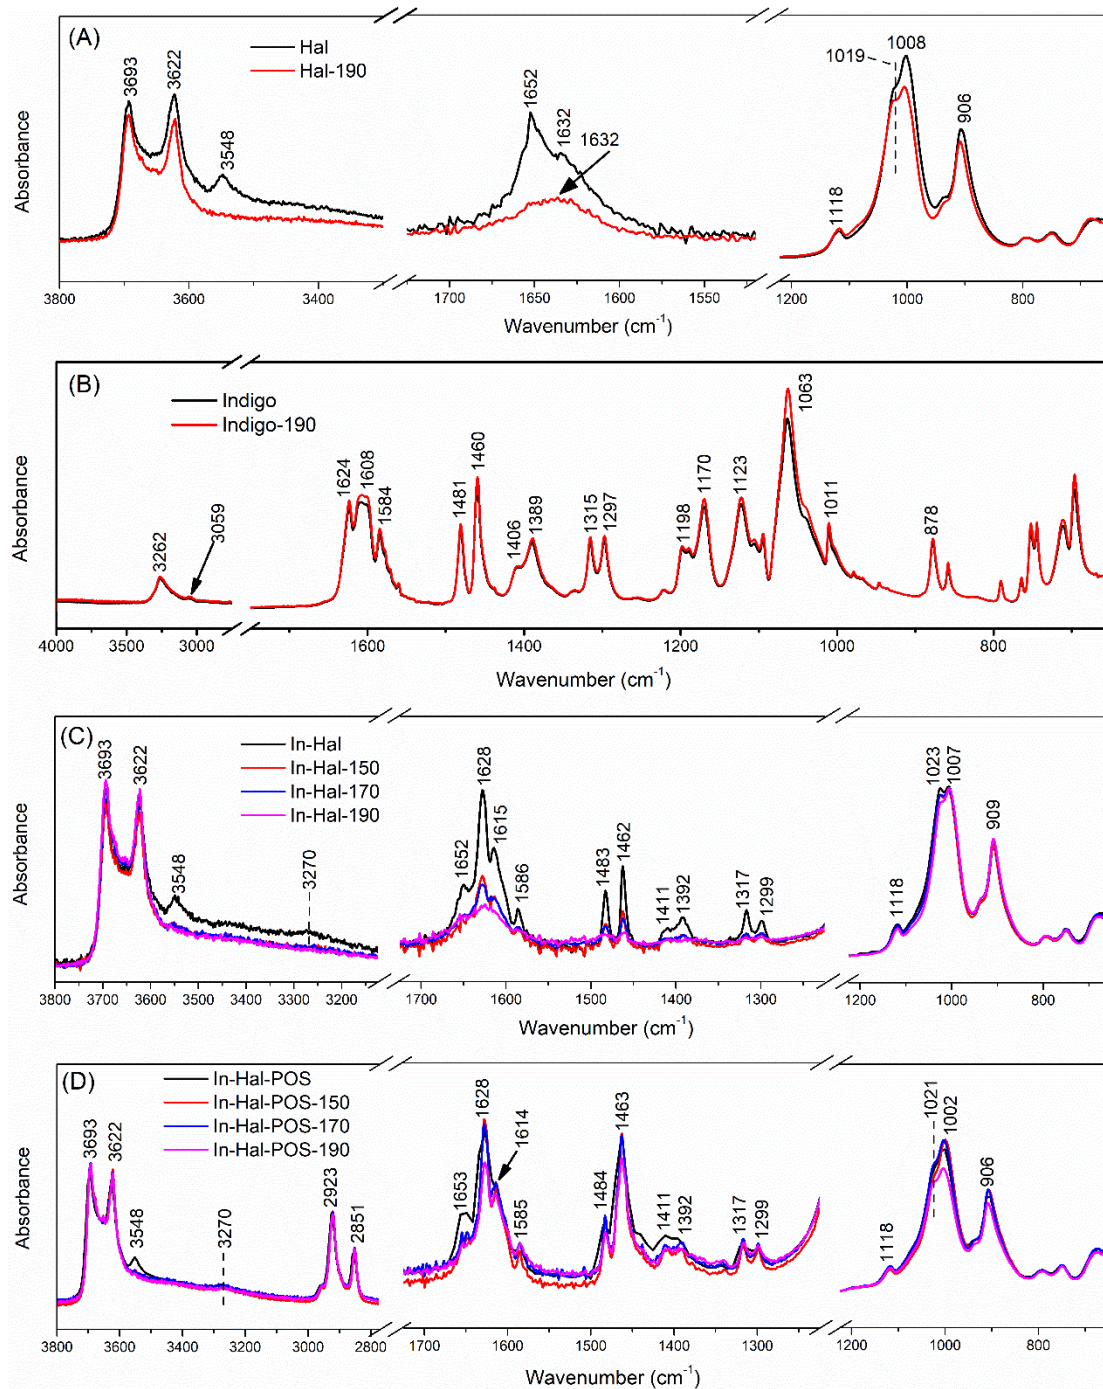 (A)
Hal
Hal-190
3693
3622
3548
1652
1632
1632
1019
1008
906
1118
Absorbance
3800 3600 3400 1700 1650 1600 1550 1200 1000 800
Wavenumber (cm-1)
(B)
Indigo
Indigo-190
3262
3059
1624
1608
1584
1481
1460
1406
1389
1315
1297
1198
1170
1123
1063
1011
878
Absorbance
4000 3500 3000 1600 1400 1200 1000 800
Wavenumber (cm-1)
(C)
In-Hal
In-Hal-150
In-Hal-170
In-Hal-190
3693
3622
3548
3270
1652
1628
1615
1586
1483
1462
1411
1392
1317
1299
1118
1023
1007
909
Absorbance
3800 3700 3600 3500 3400 3300 3200 1700 1600 1500 1400 1300 1200 1000 800
Wavenumber (cm-1)
(D)
In-Hal-POS
In-Hal-POS-150
In-Hal-POS-170
In-Hal-POS-190
3693
3622
3548
3270
2923
2851
1653
1628
1614
1585
1484
1463
1411
1392
1317
1299
1118
1021
1002
906
Absorbance
3800 3600 3400 3200 3000 2800 1700 1600 1500 1400 1300 1200 1000 800
Wavenumber (cm-1)